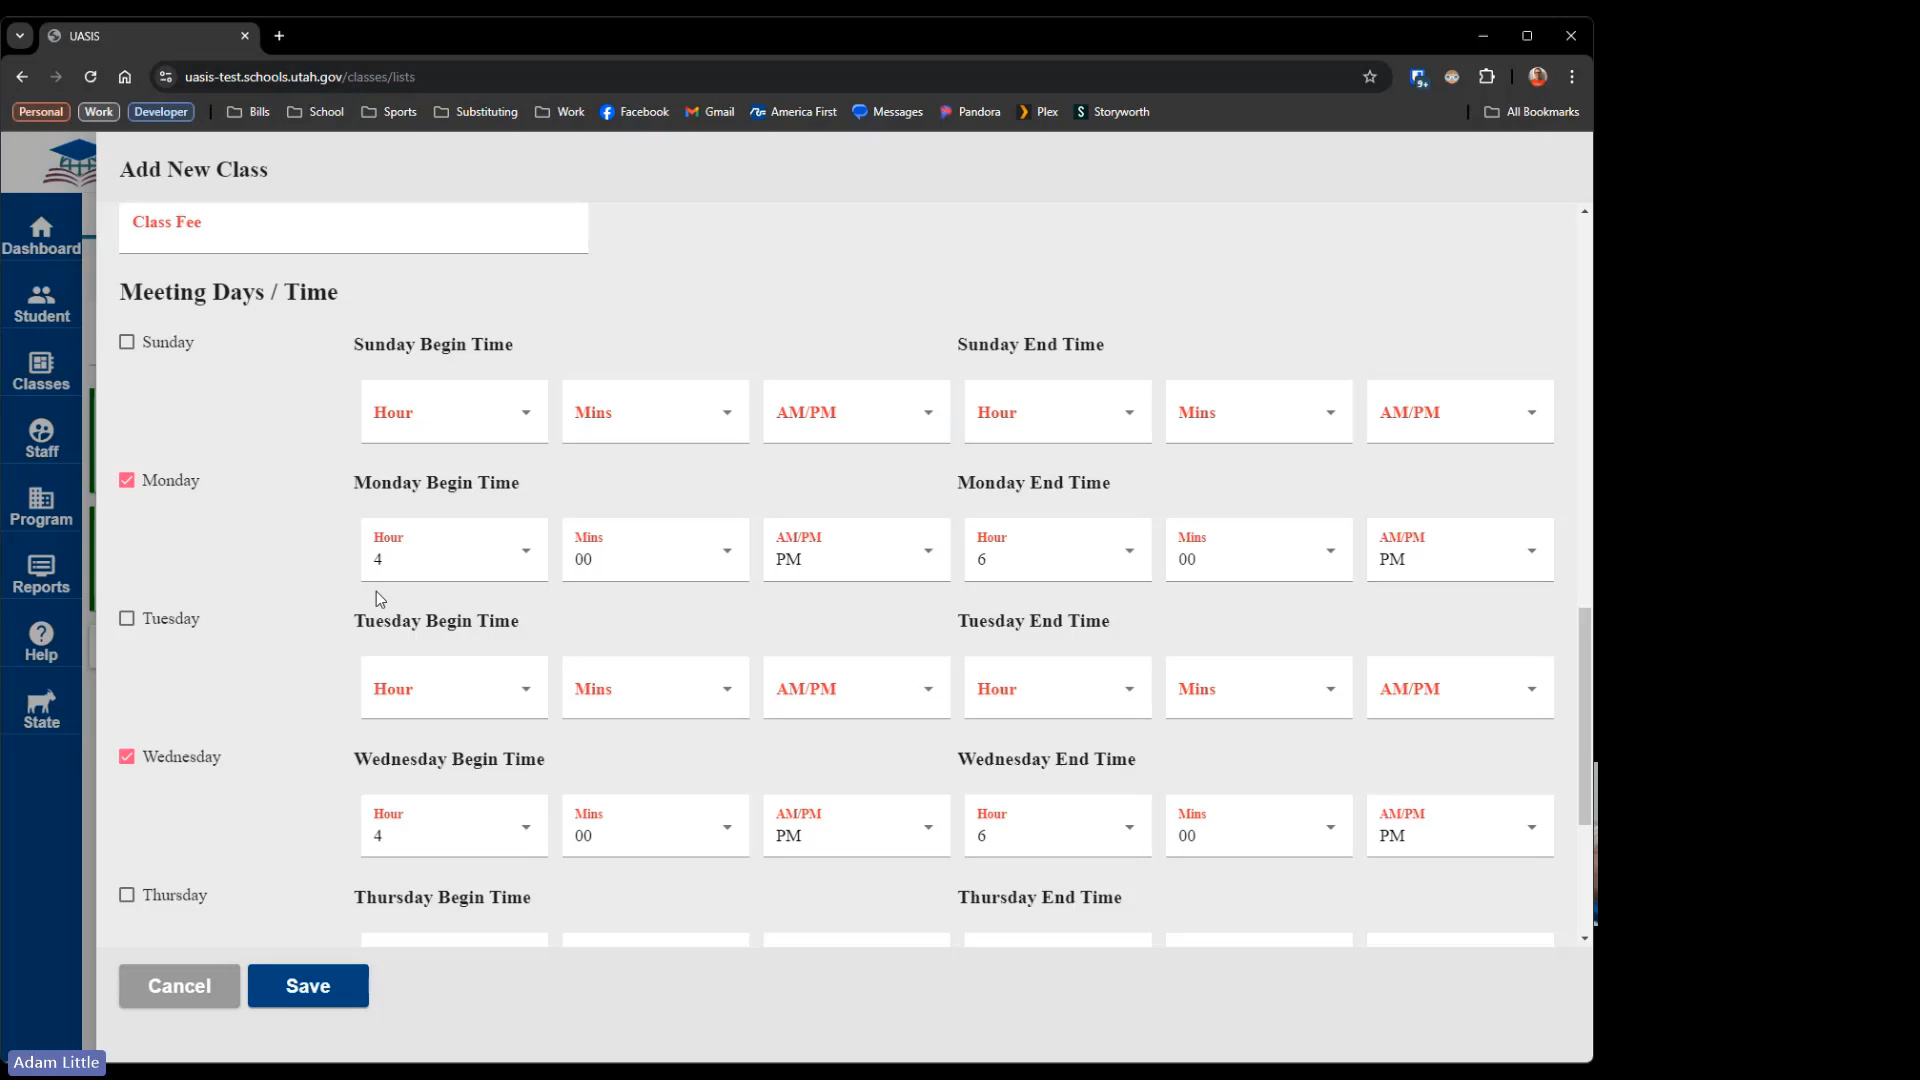 UASIS
uasis-test.schools.utah.gov/classes/lists
9+
Personal Work Developer Bills School Sports Substituting Work Facebook Gmail America First Messages Pandora Plex S Storyworth All Bookmarks
Add New Class
Dashboard
Student
Classes
Staff
Program
Reports
Help
State
Class Fee
Meeting Days / Time
Sunday Sunday Begin Time Sunday End Time
Hour Mins AM/PM Hour Mins AM/PM
Monday Monday Begin Time Monday End Time
Hour Mins AM/PM Hour Mins AM/PM
4 00 PM 6 00 PM
Tuesday Tuesday Begin Time Tuesday End Time
Hour Mins AM/PM Hour Mins AM/PM
Wednesday Wednesday Begin Time Wednesday End Time
Hour Mins AM/PM Hour Mins AM/PM
4 00 PM 6 00 PM
Thursday Thursday Begin Time Thursday End Time
Cancel Save
Adam Little